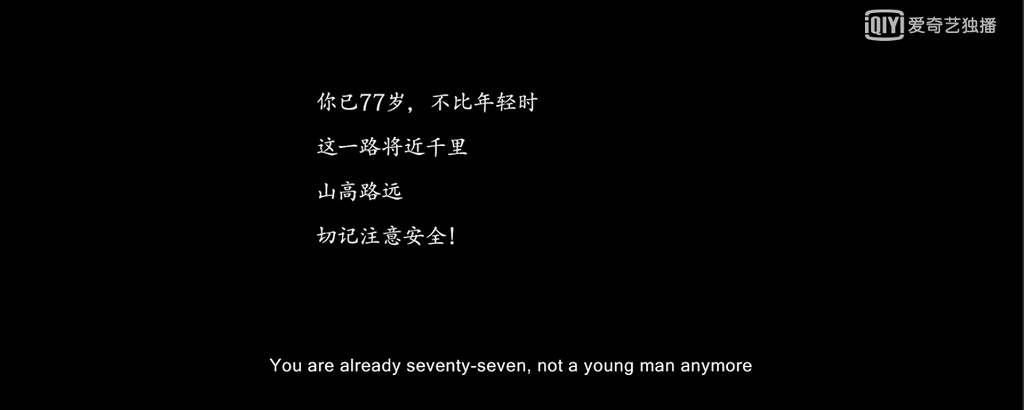 iQIYI 爱奇艺独播
你已77岁，不比年轻时
这一路将近千里
山高路远
切记注意安全！
You are already seventy-seven, not a young man anymore